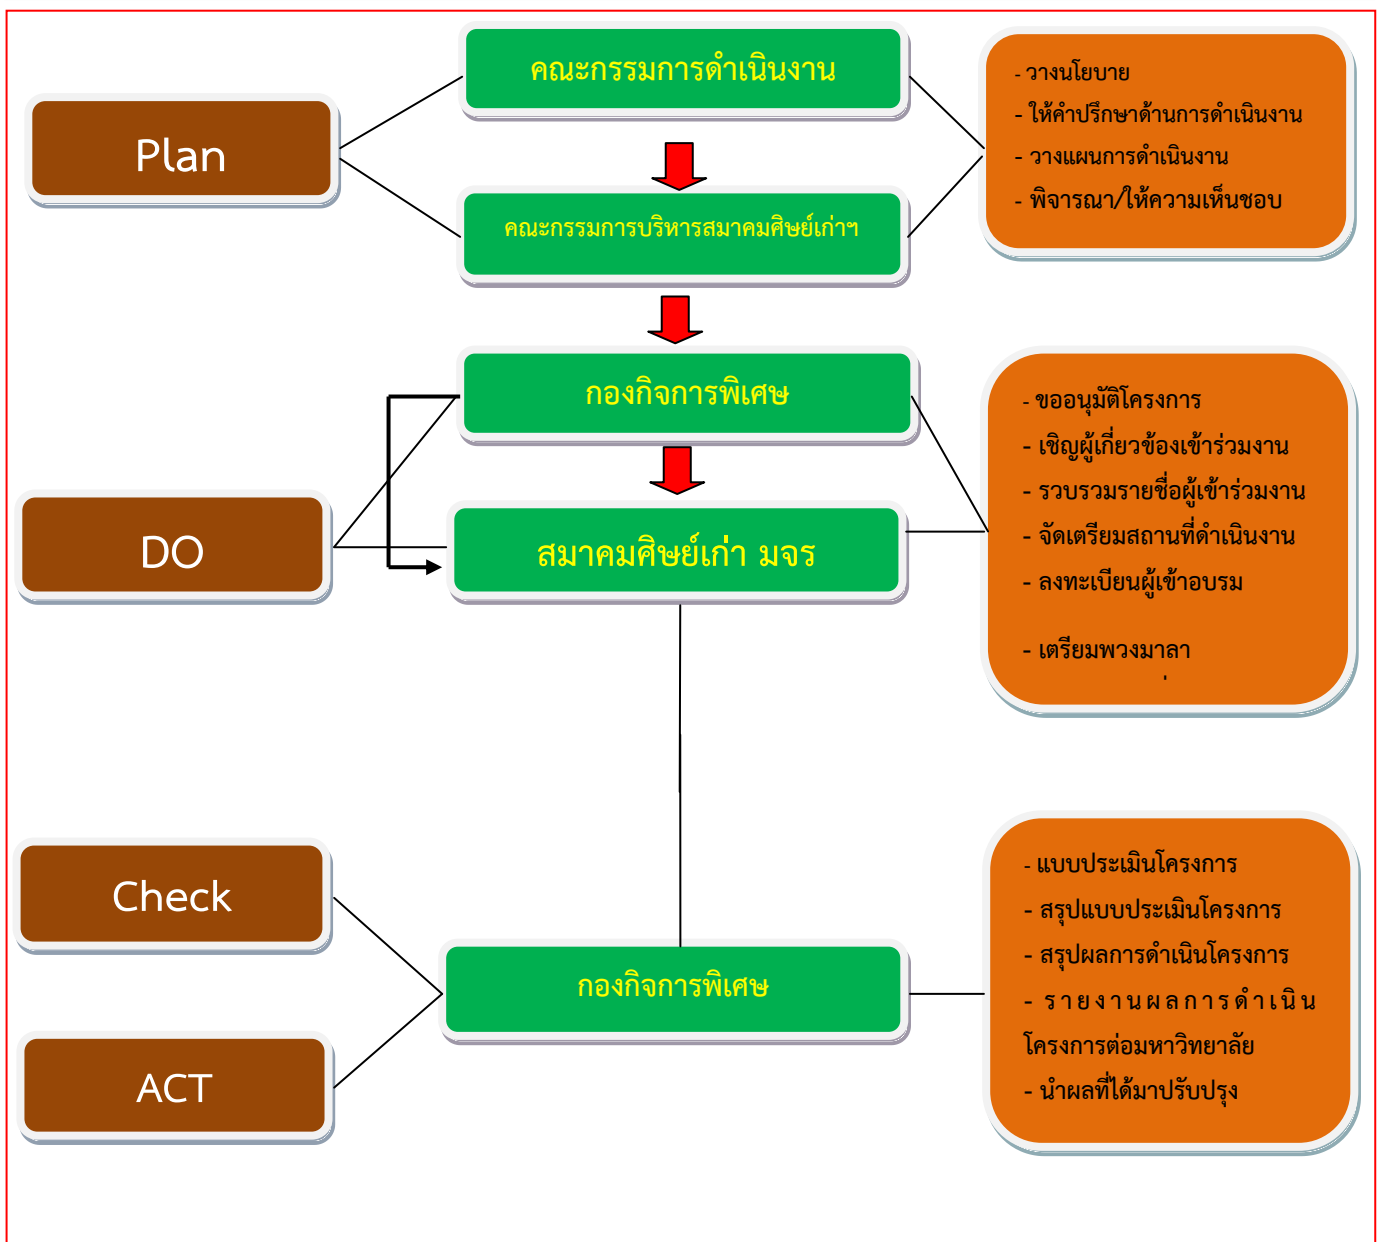 คณะกรรมการดำเนินงาน
Plan
คณะกรรมการบริหารสมาคมศิษย์เก่าฯ
- วางนโยบาย
- ให้คำปรึกษาด้านการดำเนินงาน
- วางแผนการดำเนินงาน
- พิจารณา/ให้ความเห็นชอบ
กองกิจการพิเศษ
DO
สมาคมศิษย์เก่า มจร
- ขออนุมัติโครงการ
- เชิญผู้เกี่ยวข้องเข้าร่วมงาน
- รวบรวมรายชื่อผู้เข้าร่วมงาน
- จัดเตรียมสถานที่ดำเนินงาน
- ลงทะเบียนผู้เข้าอบรม
- เตรียมพวงมาลา
Check
ACT
กองกิจการพิเศษ
- แบบประเมินโครงการ
- สรุปแบบประเมินโครงการ
- สรุปผลการดำเนินโครงการ
- รายงานผลการดำเนิน
โครงการต่อมหาวิทยาลัย
- นำผลที่ได้มาปรับปรุง